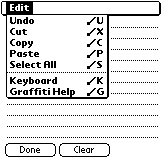 Edit
Undo /U
Cut /X
Copy /C
Paste /P
Select All /S
Keyboard /K
Graffiti Help /G
Done Clear